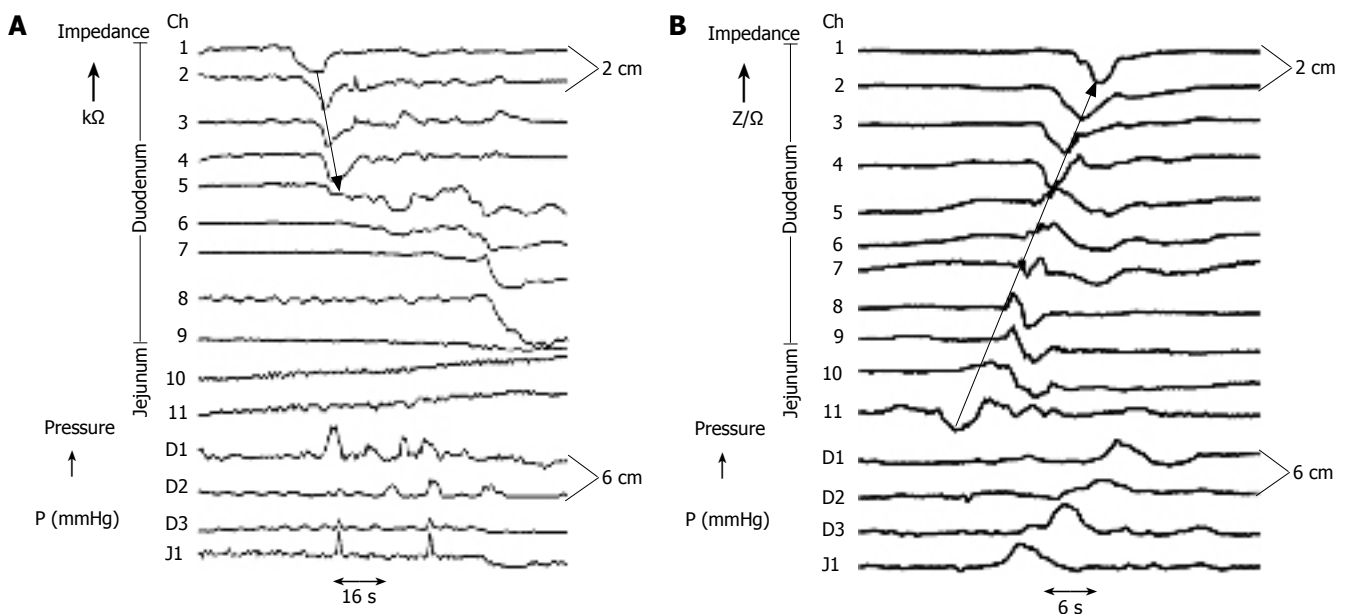 A
Impedance
kΩ
Duodenum
Jejunum
Pressure
P (mmHg)
Ch
1
2
3
4
5
6
7
8
9
10
11
D1
D2
D3
J1
2 cm
6 cm
16 s
B
Impedance
Z/Ω
Duodenum
Jejunum
Pressure
P (mmHg)
Ch
1
2
3
4
5
6
7
8
9
10
11
D1
D2
D3
J1
2 cm
6 cm
6 s